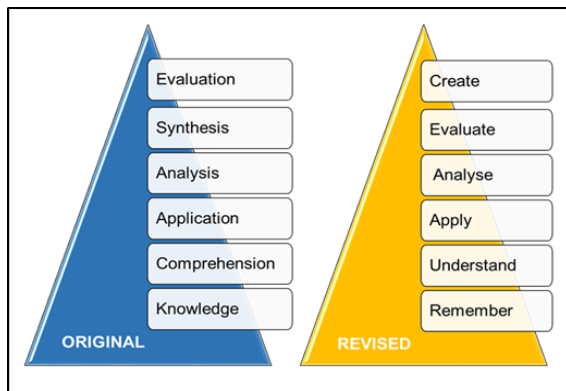 Evaluation
Synthesis
Analysis
Application
Comprehension
Knowledge
ORIGINAL
Create
Evaluate
Analyse
Apply
Understand
Remember
REVISED